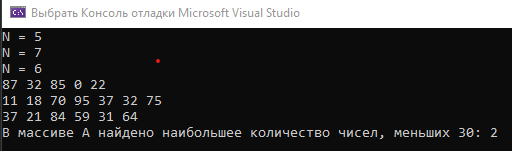 Выбрать Консоль отладки Microsoft Visual Studio
N = 5
N = 7
N = 6
87 32 85 0 22
11 18 70 95 37 32 75
37 21 84 59 31 64
В массиве A найдено наибольшее количество чисел, меньших 30: 2